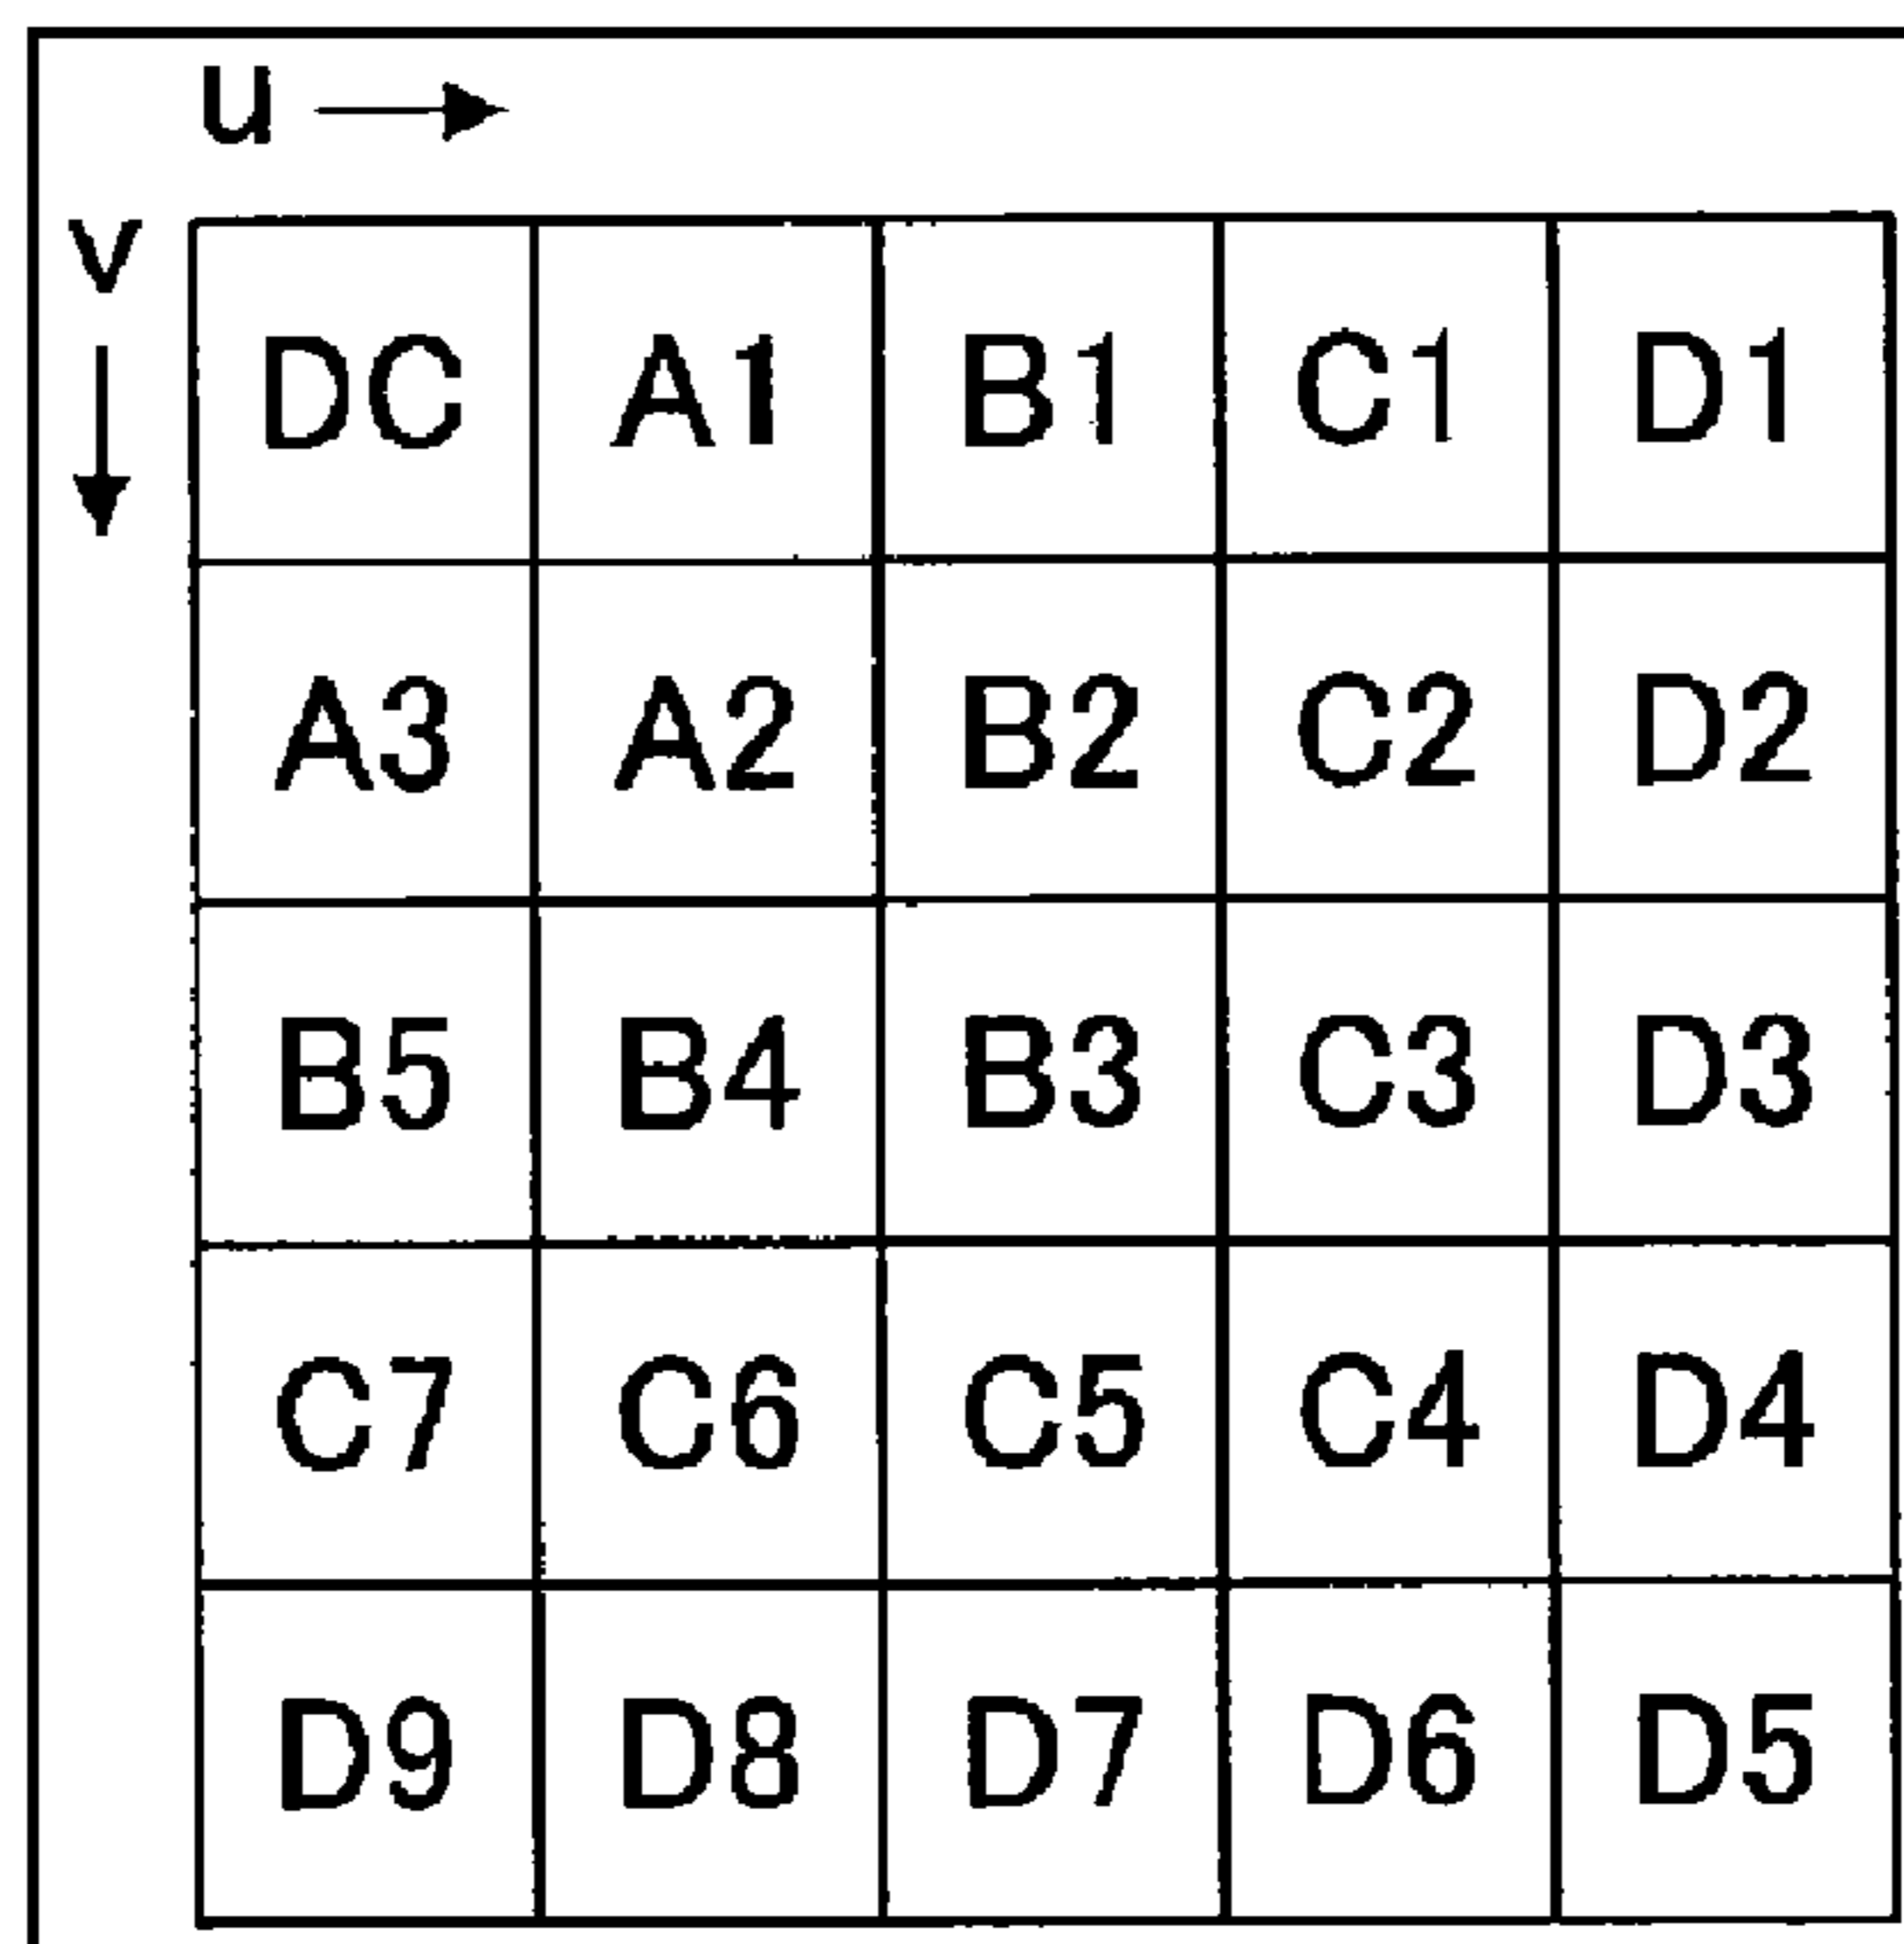 u
v
DC A1 B1 C1 D1
A3 A2 B2 C2 D2
B5 B4 B3 C3 D3
C7 C6 C5 C4 D4
D9 D8 D7 D6 D5